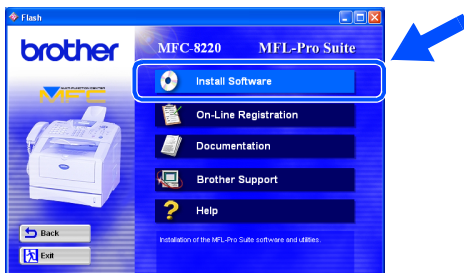 Flash
brother
MFC-8220 MFL-Pro Suite
MFC
Install Software
On-Line Registration
Documentation
Brother Support
Help
Back
Exit
Installation of the MFL-Pro Suite software and utilities.